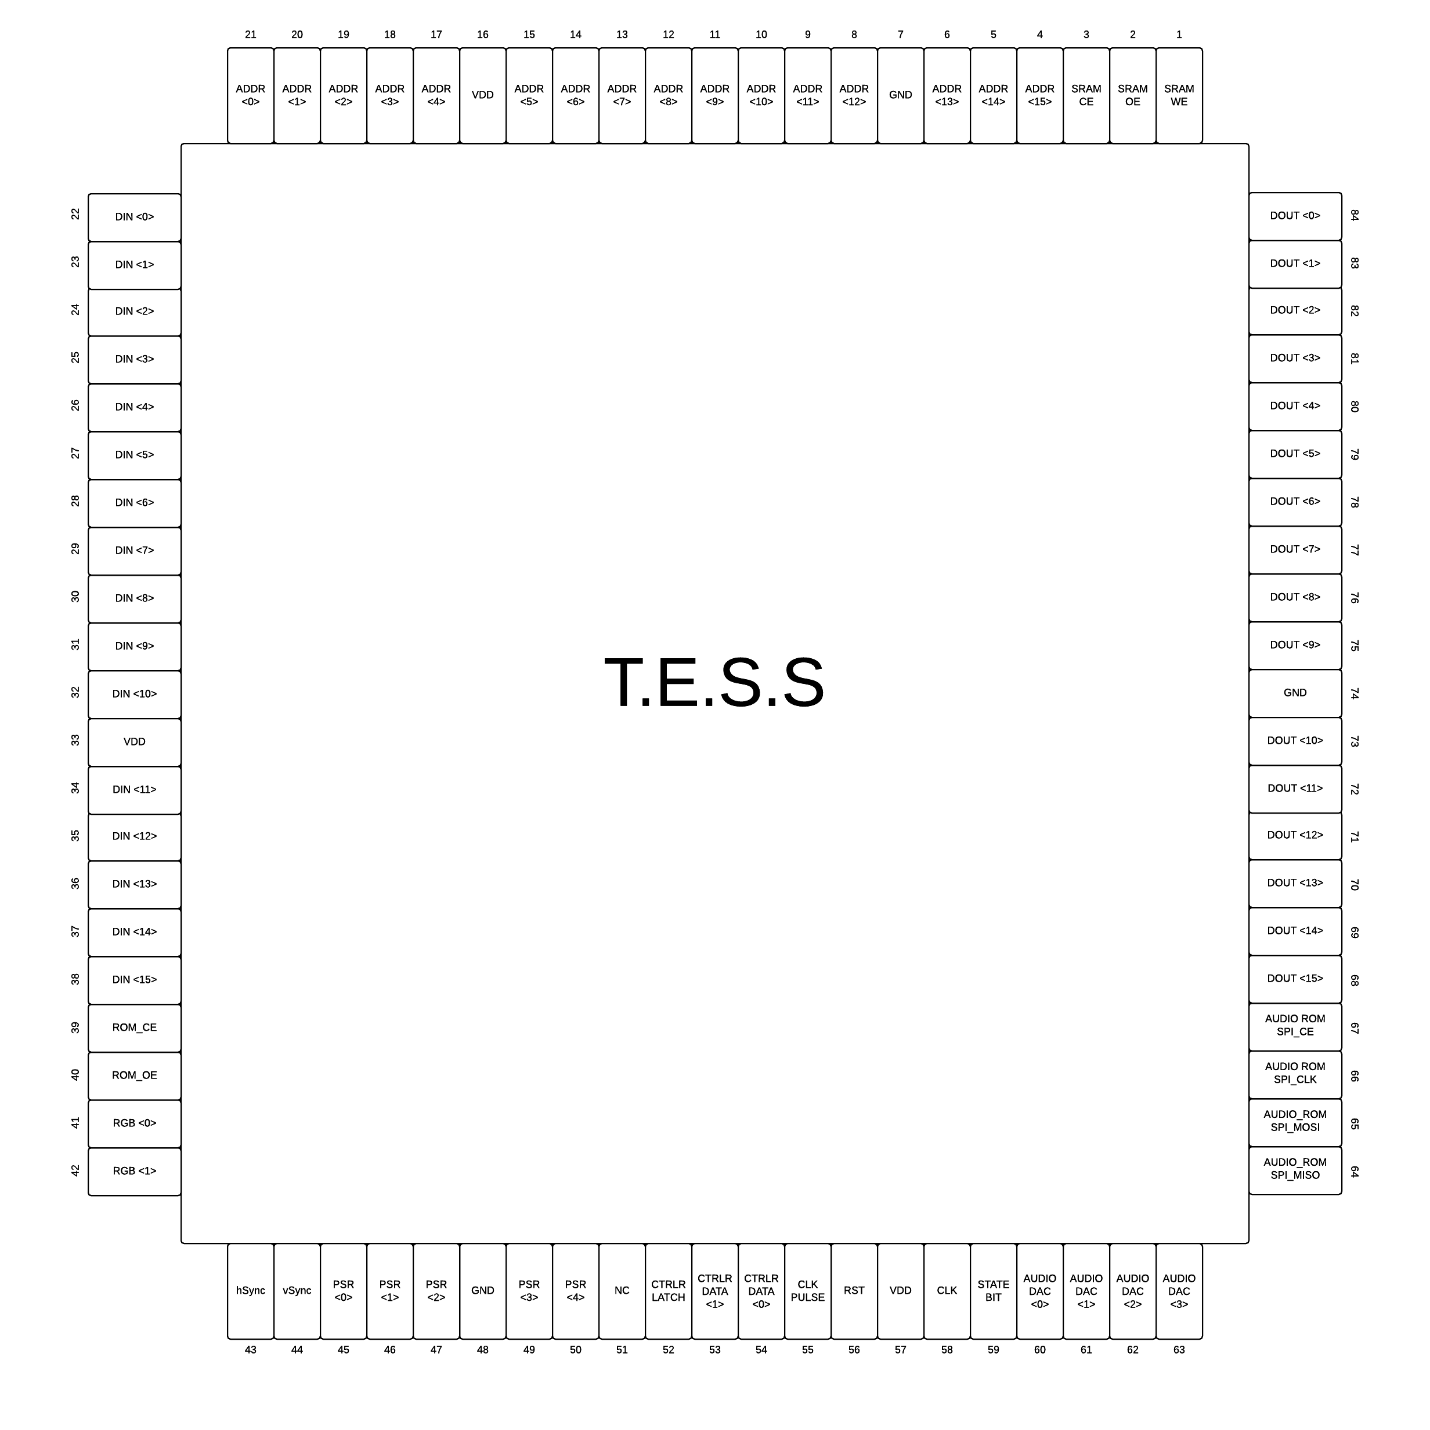 21 20 19 18 17 16 15 14 13 12 11 10 9 8 7 6 5 4 3 2 1
ADDR <0>
ADDR <1>
ADDR <2>
ADDR <3>
ADDR <4>
VDD
ADDR <5>
ADDR <6>
ADDR <7>
ADDR <8>
ADDR <9>
ADDR <10>
ADDR <11>
ADDR <12>
GND
ADDR <13>
ADDR <14>
ADDR <15>
SRAM CE
SRAM OE
SRAM WE
22 DIN <0>
23 DIN <1>
24 DIN <2>
25 DIN <3>
26 DIN <4>
27 DIN <5>
28 DIN <6>
29 DIN <7>
30 DIN <8>
31 DIN <9>
32 DIN <10>
33 VDD
34 DIN <11>
35 DIN <12>
36 DIN <13>
37 DIN <14>
38 DIN <15>
39 ROM_CE
40 ROM_OE
41 RGB <0>
42 RGB <1>
T.E.S.S
DOUT <0> 84
DOUT <1> 83
DOUT <2> 82
DOUT <3> 81
DOUT <4> 80
DOUT <5> 79
DOUT <6> 78
DOUT <7> 77
DOUT <8> 76
DOUT <9> 75
GND 74
DOUT <10> 73
DOUT <11> 72
DOUT <12> 71
DOUT <13> 70
DOUT <14> 69
DOUT <15> 68
AUDIO ROM
SPI_CE 67
AUDIO ROM
SPI_CLK 66
AUDIO_ROM
SPI_MOSI 65
AUDIO_ROM
SPI_MISO 64
hSync
vSync
PSR <0>
PSR <1>
PSR <2>
GND
PSR <3>
PSR <4>
NC
CTRLR LATCH
CTRLR DATA <1>
CTRLR DATA <0>
CLK PULSE
RST
VDD
CLK
STATE BIT
AUDIO DAC <0>
AUDIO DAC <1>
AUDIO DAC <2>
AUDIO DAC <3>
43 44 45 46 47 48 49 50 51 52 53 54 55 56 57 58 59 60 61 62 63